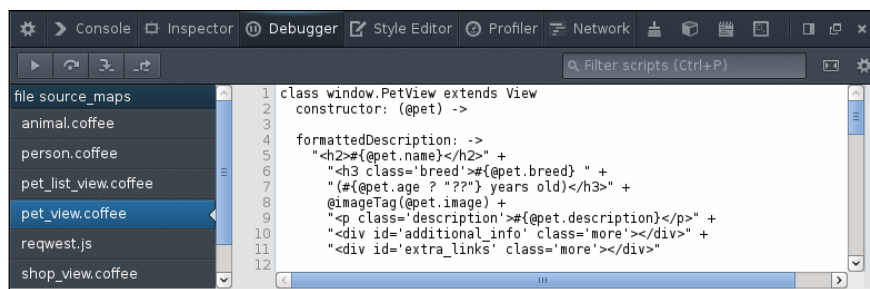 Console Inspector Debugger Style Editor Profiler Network
Filter scripts (Ctrl+P)
file source_maps
animal.coffee
person.coffee
pet_list_view.coffee
pet_view.coffee
reqwest.js
shop_view.coffee
1 class window.PetView extends View
2   constructor: (@pet) ->
3
4   formattedDescription: ->
5     "<h2>#{@pet.name}</h2>" +
6       "<h3 class='breed'>#{@pet.breed} " +
7       "(#{@pet.age ? "??"} years old)</h3>" +
8       @imageTag(@pet.image) +
9       "<p class='description'>#{@pet.description}</p>" +
10       "<div id='additional_info' class='more'></div>" +
11       "<div id='extra_links' class='more'></div>"
12